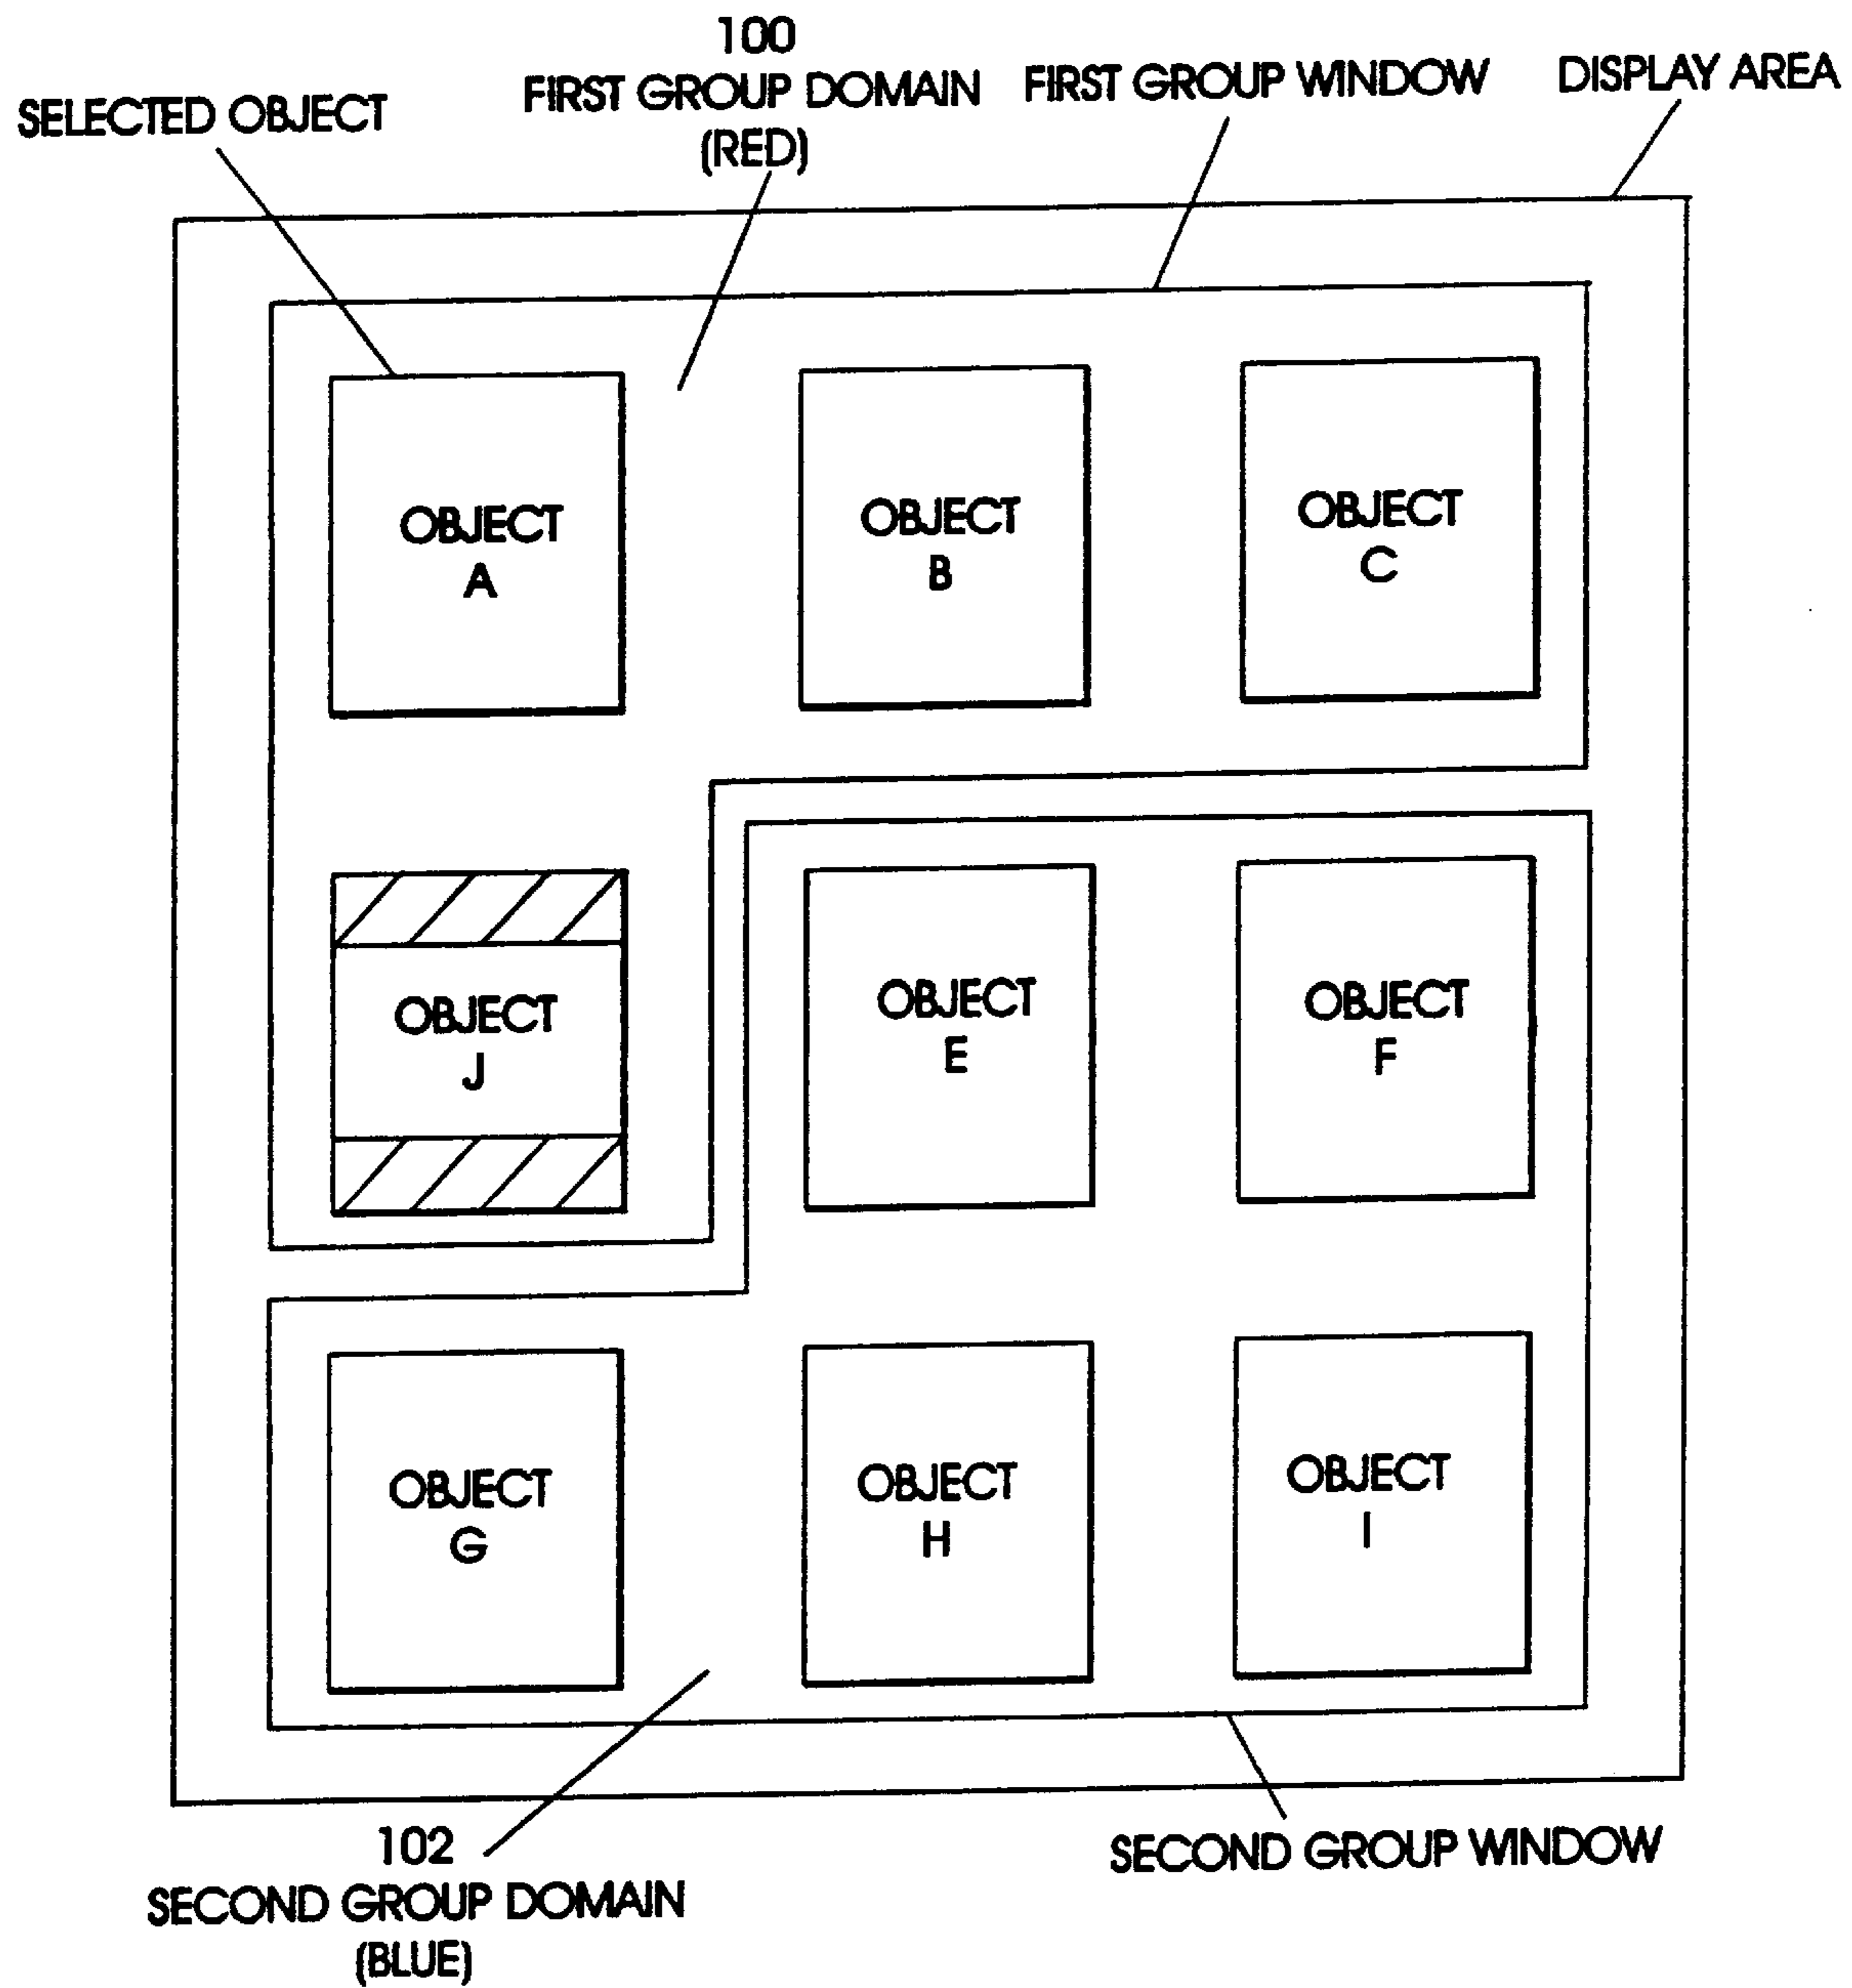 100
FIRST GROUP DOMAIN
(RED)
FIRST GROUP WINDOW
DISPLAY AREA
SELECTED OBJECT
OBJECT
A
OBJECT
B
OBJECT
C
OBJECT
J
OBJECT
E
OBJECT
F
OBJECT
G
OBJECT
H
OBJECT
I
102
SECOND GROUP DOMAIN
(BLUE)
SECOND GROUP WINDOW